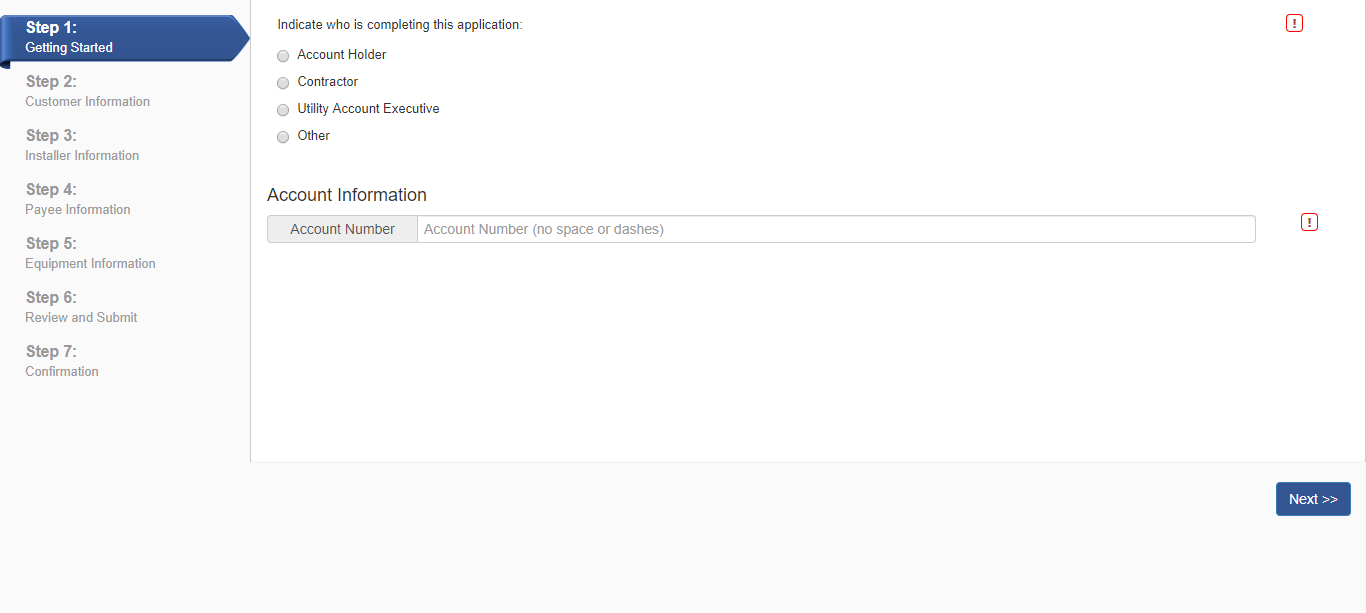 Step 1:
Getting Started
Step 2:
Customer Information
Step 3:
Installer Information
Step 4:
Payee Information
Step 5:
Equipment Information
Step 6:
Review and Submit
Step 7:
Confirmation
Indicate who is completing this application:
!
Account Holder
Contractor
Utility Account Executive
Other
Account Information
Account Number Account Number (no space or dashes)
!
Next >>